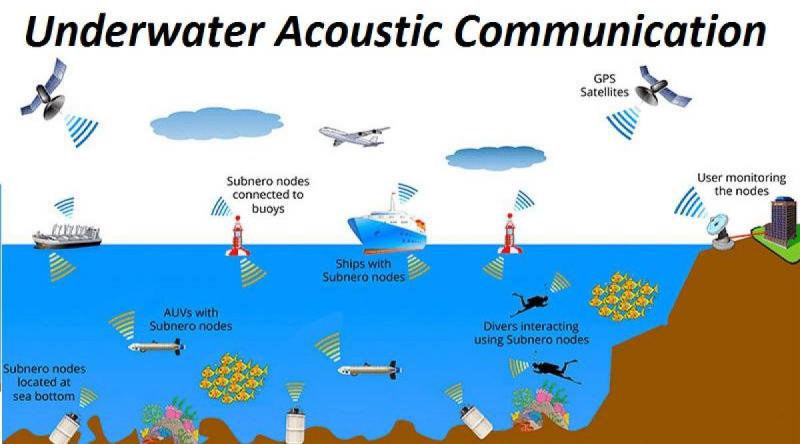 Underwater Acoustic Communication
GPS
Satellites
Subnero nodes
connected to
buoys
User monitoring
the nodes
Ships with
Subnero nodes
AUVs with
Subnero nodes
Divers interacting
using Subnero nodes
Subnero nodes
located at
sea bottom